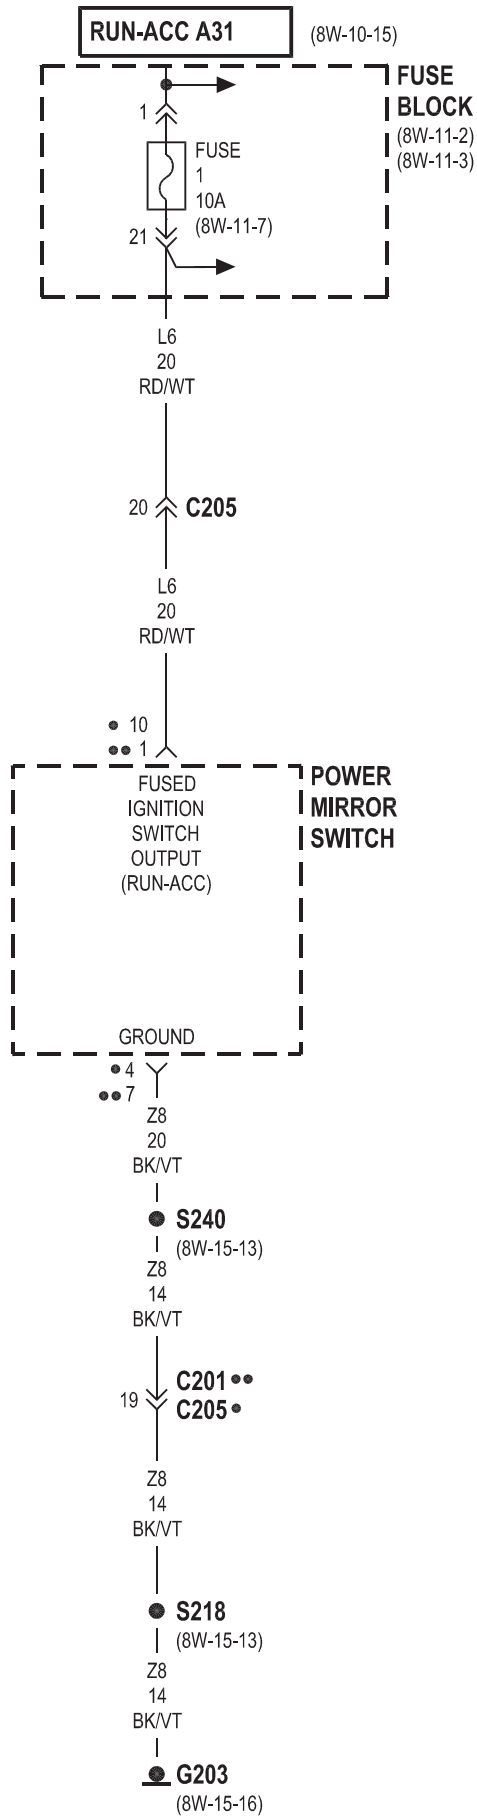 RUN-ACC A31
(8W-10-15)
FUSE
BLOCK
(8W-11-2)
(8W-11-3)
1
FUSE
1
10A
(8W-11-7)
21
L6
20
RD/WT
20
C205
L6
20
RD/WT
10
1
POWER
MIRROR
SWITCH
FUSED
IGNITION
SWITCH
OUTPUT
(RUN-ACC)
GROUND
4
7
Z8
20
BK/VT
S240
(8W-15-13)
Z8
14
BK/VT
19
C201
C205
Z8
14
BK/VT
S218
(8W-15-13)
Z8
14
BK/VT
G203
(8W-15-16)